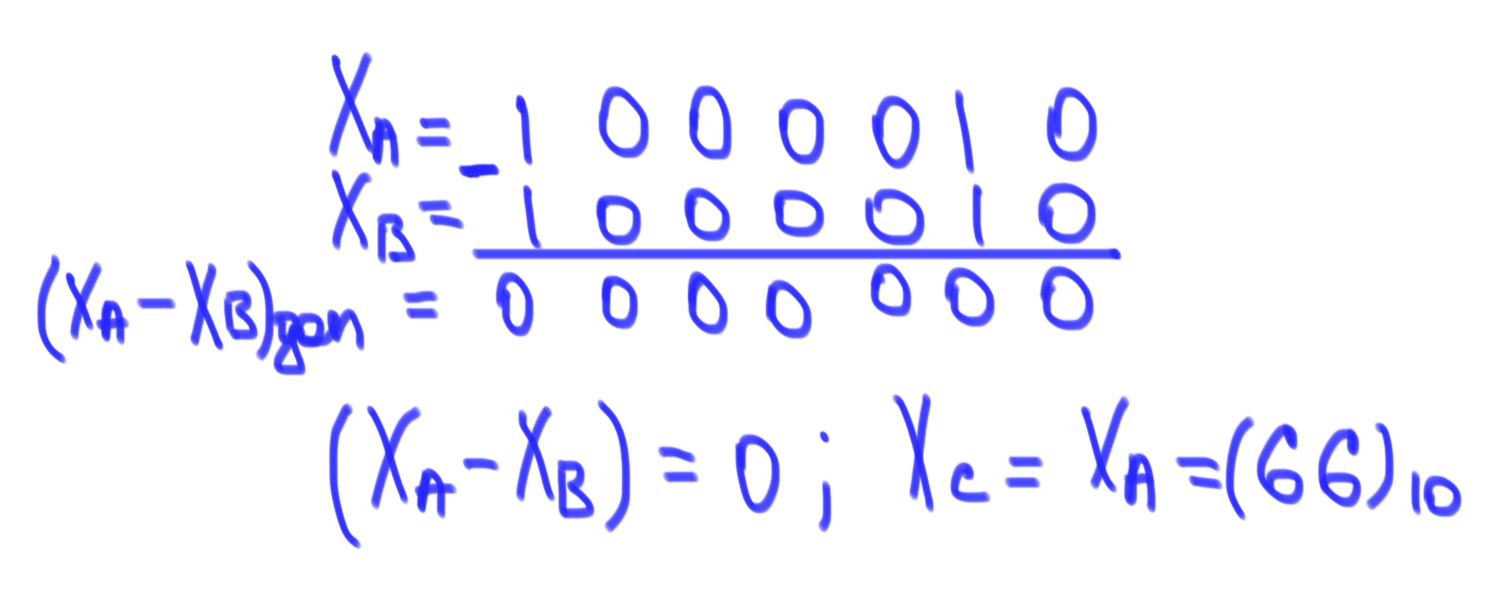 X_A = - 1 0 0 0 0 1 0
X_B = 1 0 0 0 0 1 0
(X_A - X_B)доп = 0 0 0 0 0 0 0
(X_A - X_B) = 0 ; X_C = X_A = (66)_10